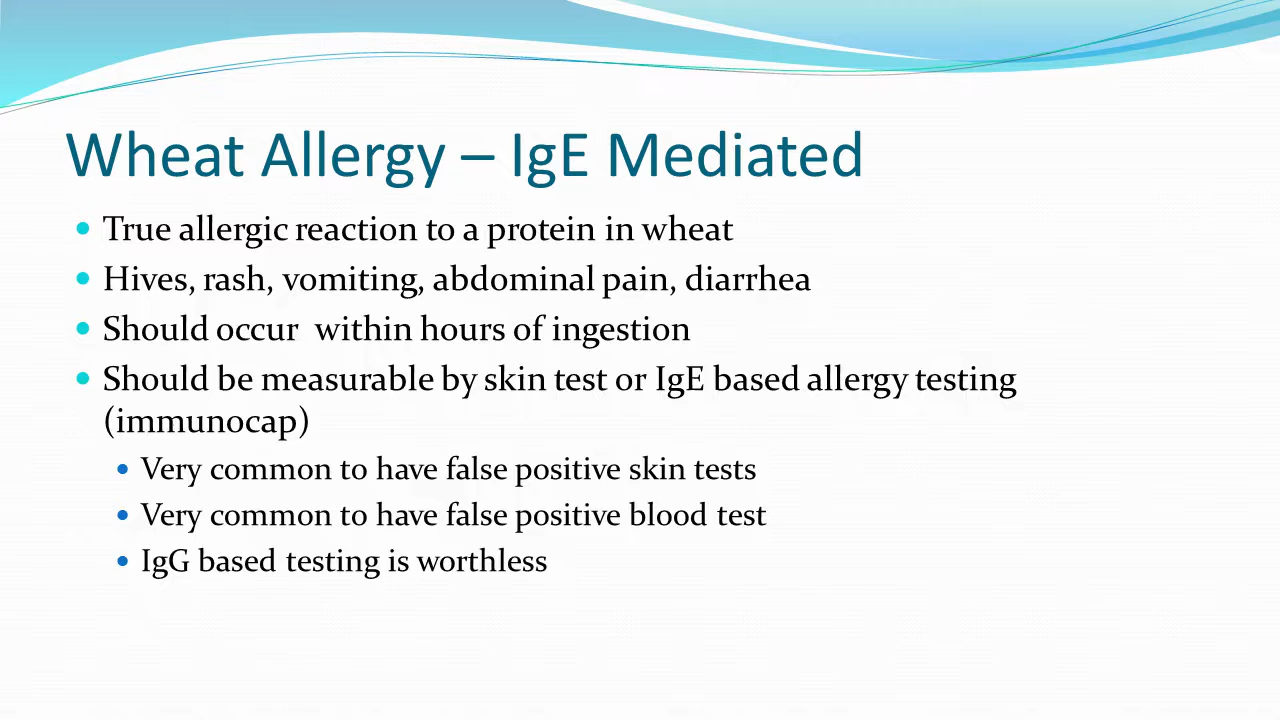 Wheat Allergy – IgE Mediated
• True allergic reaction to a protein in wheat
• Hives, rash, vomiting, abdominal pain, diarrhea
• Should occur  within hours of ingestion
• Should be measurable by skin test or IgE based allergy testing
(immunocap)
• Very common to have false positive skin tests
• Very common to have false positive blood test
• IgG based testing is worthless